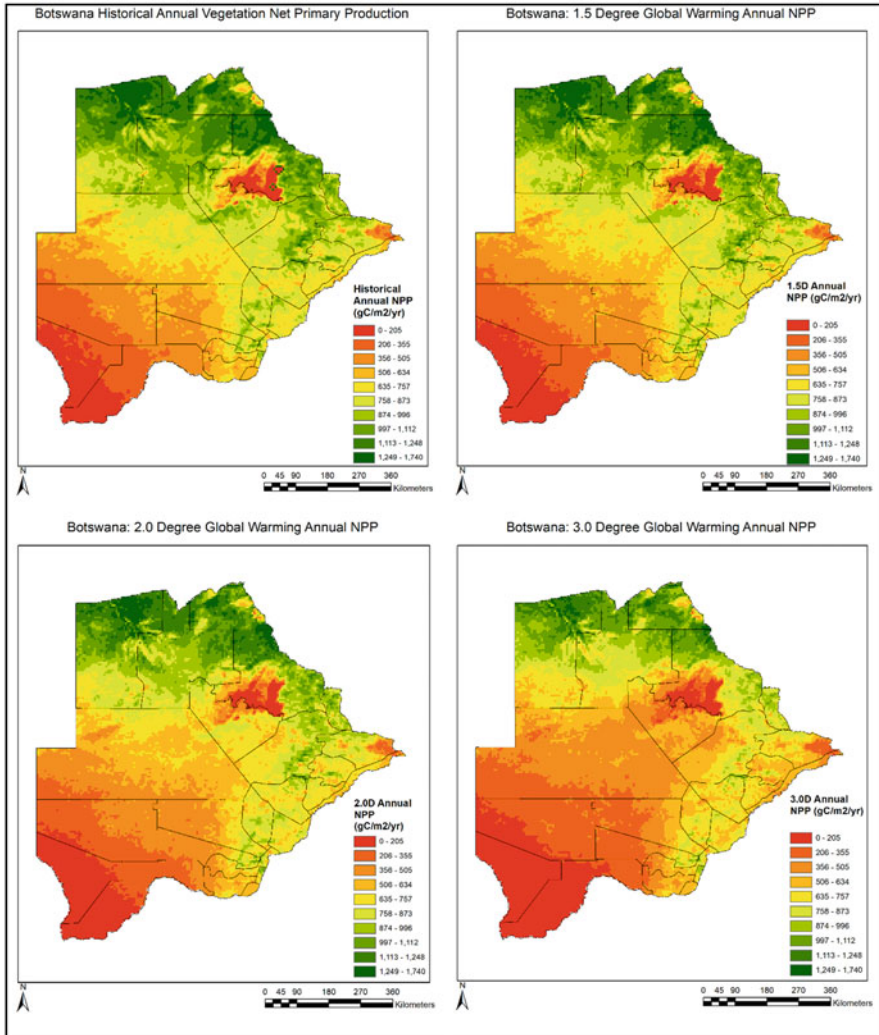 Botswana Historical Annual Vegetation Net Primary Production
Historical
Annual NPP
(gC/m2/yr)
0 - 205
206 - 355
356 - 505
506 - 634
635 - 757
758 - 873
874 - 996
997 - 1,112
1,113 - 1,248
1,249 - 1,740
N
0 45 90 180 270 360
Kilometers
Botswana: 1.5 Degree Global Warming Annual NPP
1.5D Annual
NPP (gC/m2/yr)
0 - 205
206 - 355
356 - 505
506 - 634
635 - 757
758 - 873
874 - 996
997 - 1,112
1,113 - 1,248
1,249 - 1,740
N
0 45 90 180 270 360
Kilometers
Botswana: 2.0 Degree Global Warming Annual NPP
2.0D Annual
NPP
(gC/m2/yr)
0 - 205
206 - 355
356 - 505
506 - 634
635 - 757
758 - 873
874 - 996
997 - 1,112
1,113 - 1,248
1,249 - 1,740
N
0 45 90 180 270 360
Kilometers
Botswana: 3.0 Degree Global Warming Annual NPP
3.0D Annual
NPP (gC/m2/yr)
0 - 205
206 - 355
356 - 505
506 - 634
635 - 757
758 - 873
874 - 996
997 - 1,112
1,113 - 1,248
1,249 - 1,740
N
0 45 90 180 270 360
Kilometers